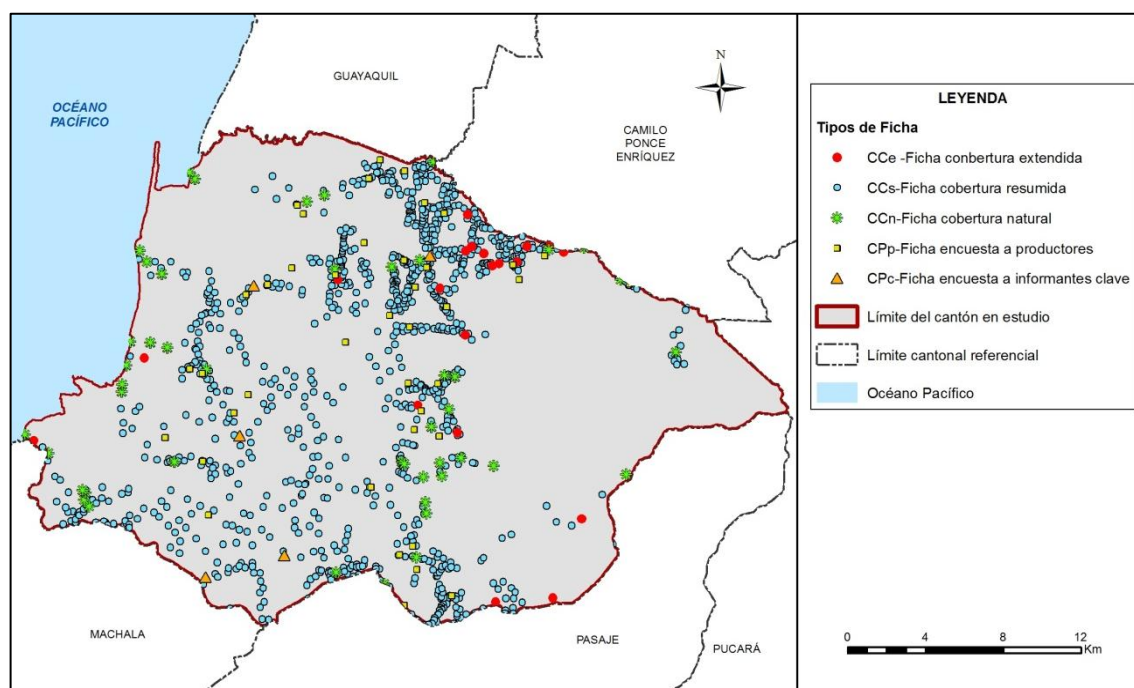 GUAYAQUIL
N
OCÉANO
PACÍFICO
CAMILO
PONCE
ENRÍQUEZ
MACHALA
PASAJE
PUCARÁ
LEYENDA
Tipos de Ficha
CCe -Ficha conbertura extendida
CCs-Ficha cobertura resumida
CCn-Ficha cobertura natural
CPp-Ficha encuesta a productores
CPc-Ficha encuesta a informantes clave
Límite del cantón en estudio
Límite cantonal referencial
Océano Pacífico
0 4 8 12
Km